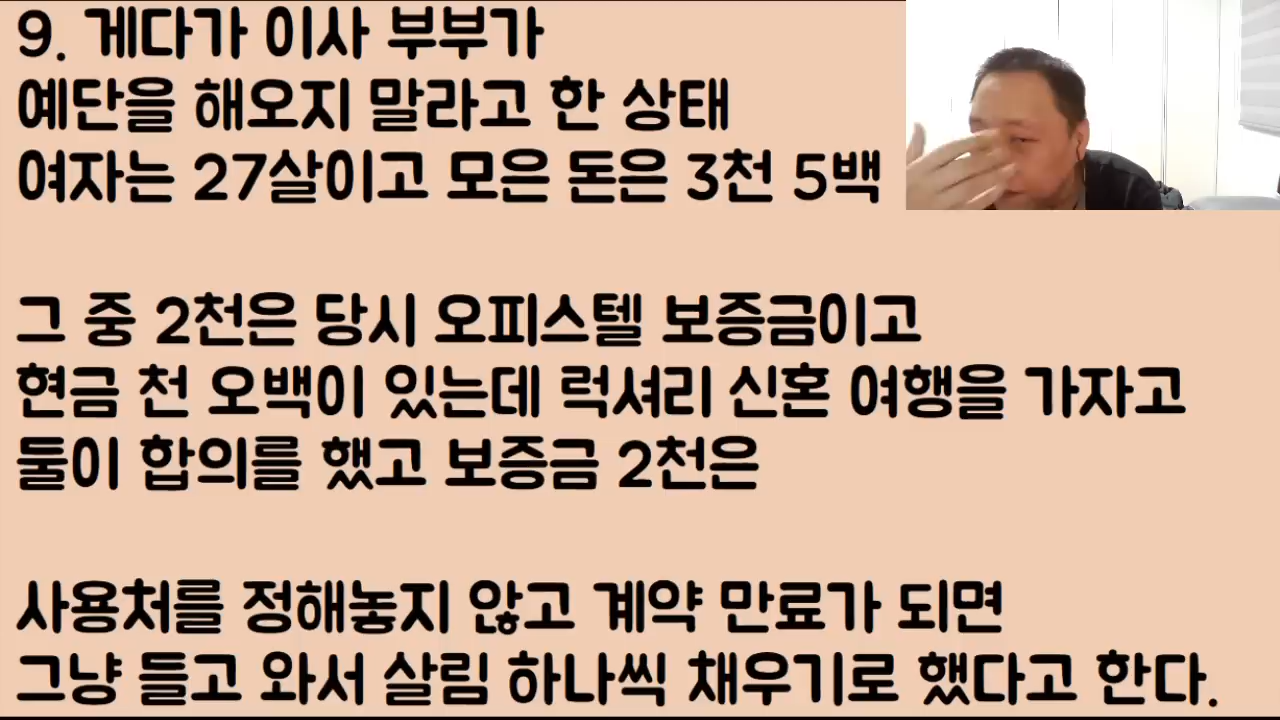 9. 게다가 이사 부부가
예단을 해오지 말라고 한 상태
여자는 27살이고 모은 돈은 3천 5백
그 중 2천은 당시 오피스텔 보증금이고
현금 천 오백이 있는데 럭셔리 신혼 여행을 가자고
둘이 합의를 했고 보증금 2천은
사용처를 정해놓지 않고 계약 만료가 되면
그냥 들고 와서 살림 하나씩 채우기로 했다고 한다.